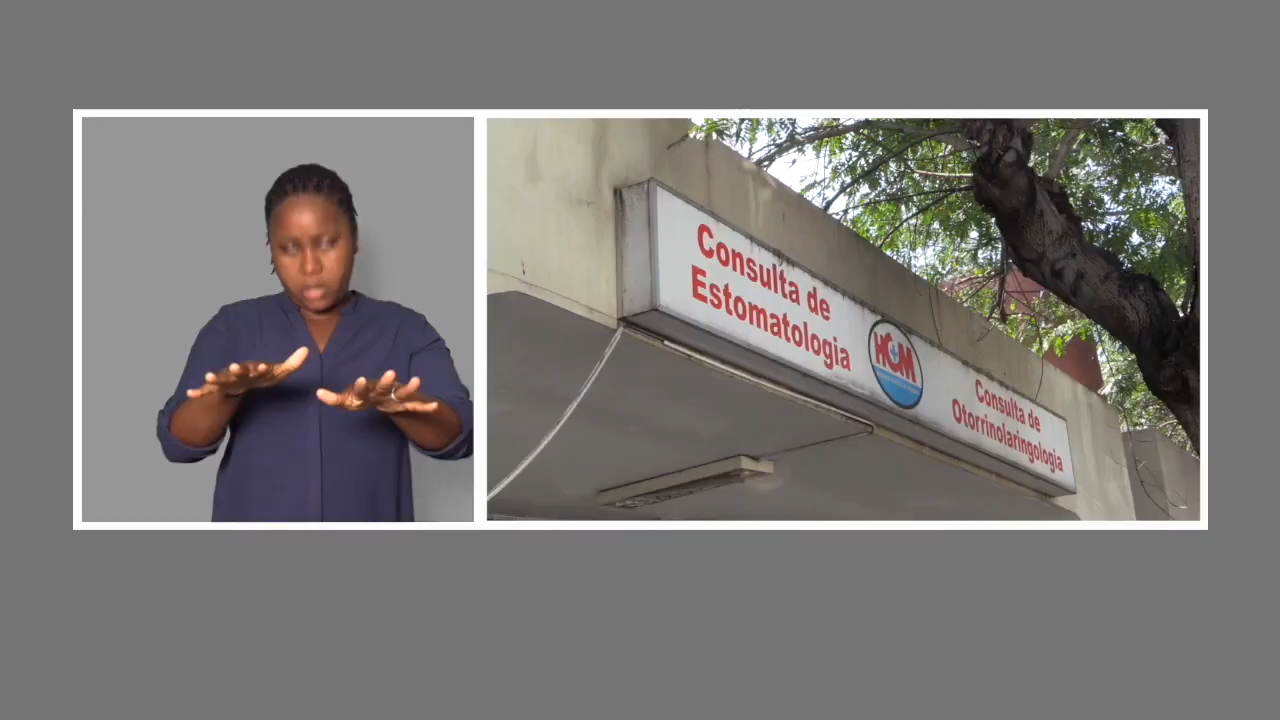 Consulta de
Estomatologia
HCM
Consulta de
Otorrinolaringologia